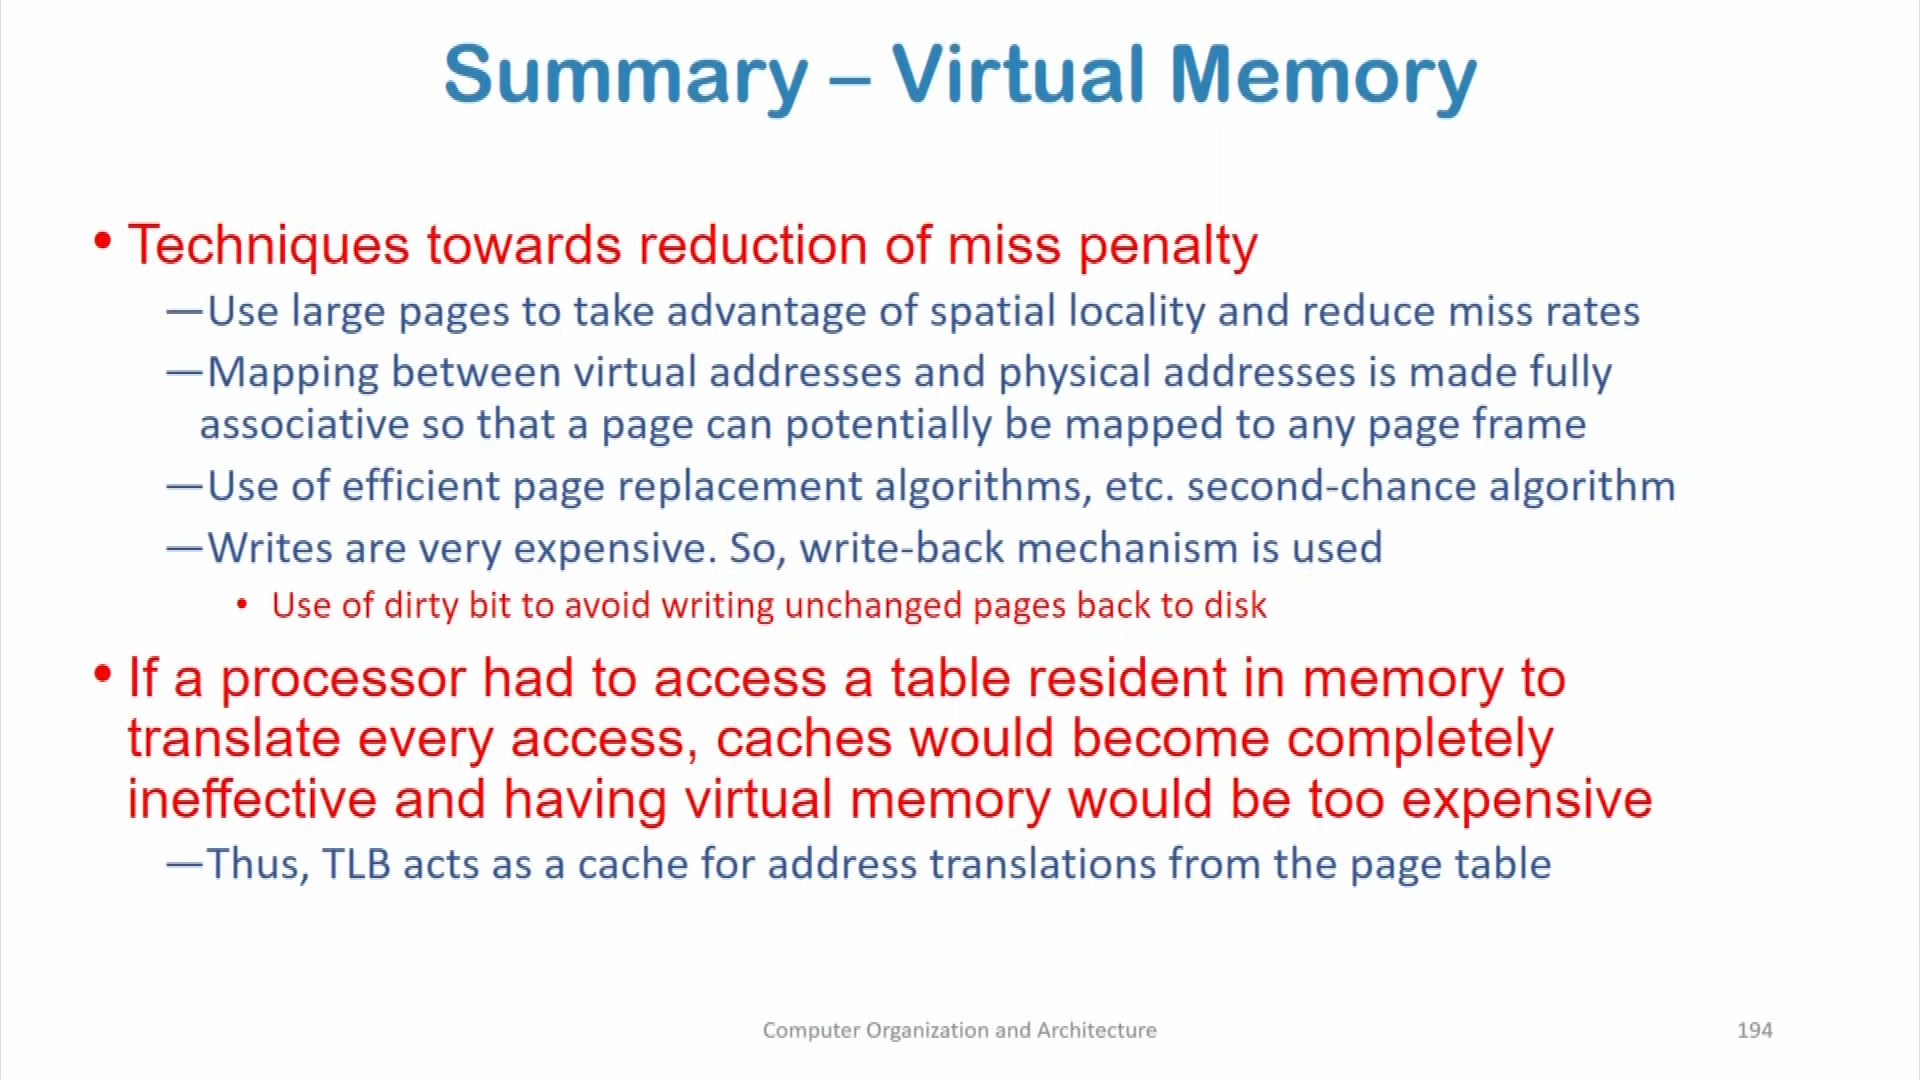 Summary – Virtual Memory
• Techniques towards reduction of miss penalty
—Use large pages to take advantage of spatial locality and reduce miss rates
—Mapping between virtual addresses and physical addresses is made fully
associative so that a page can potentially be mapped to any page frame
—Use of efficient page replacement algorithms, etc. second-chance algorithm
—Writes are very expensive. So, write-back mechanism is used
• Use of dirty bit to avoid writing unchanged pages back to disk
• If a processor had to access a table resident in memory to
translate every access, caches would become completely
ineffective and having virtual memory would be too expensive
—Thus, TLB acts as a cache for address translations from the page table
Computer Organization and Architecture
194